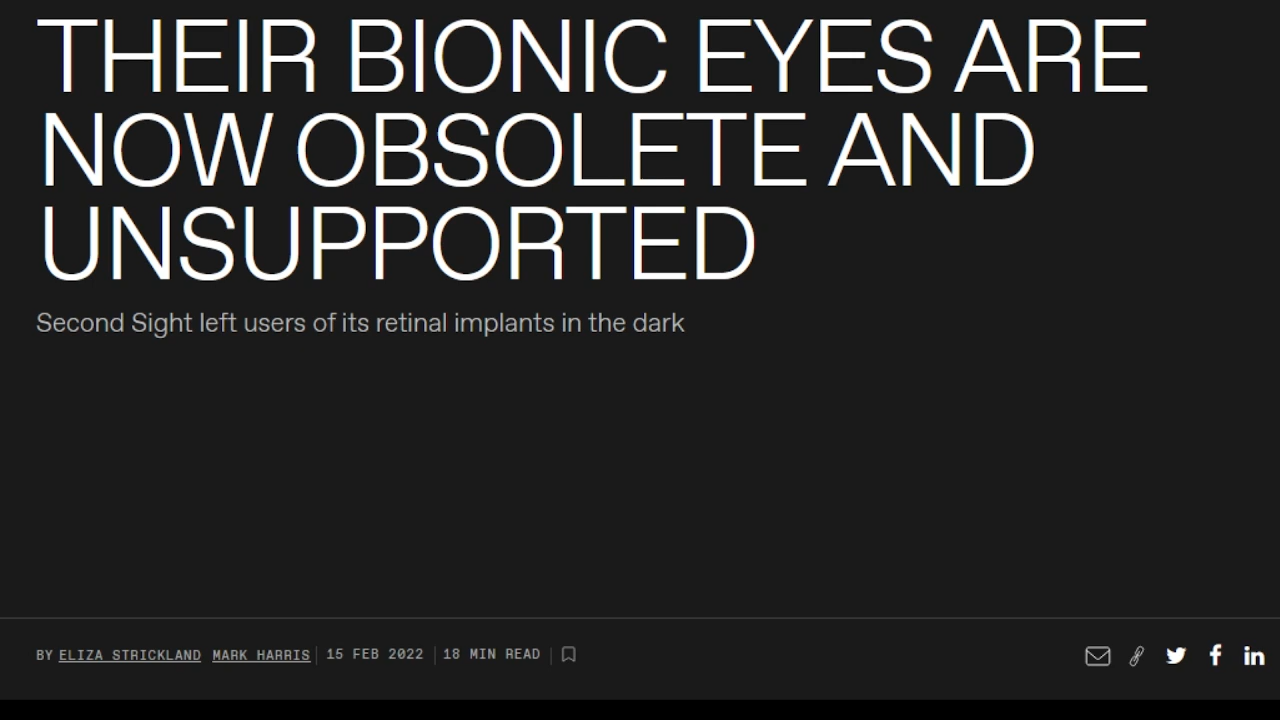 THEIR BIONIC EYES ARE
NOW OBSOLETE AND
UNSUPPORTED
Second Sight left users of its retinal implants in the dark
BY ELIZA STRICKLAND MARK HARRIS | 15 FEB 2022 | 18 MIN READ |